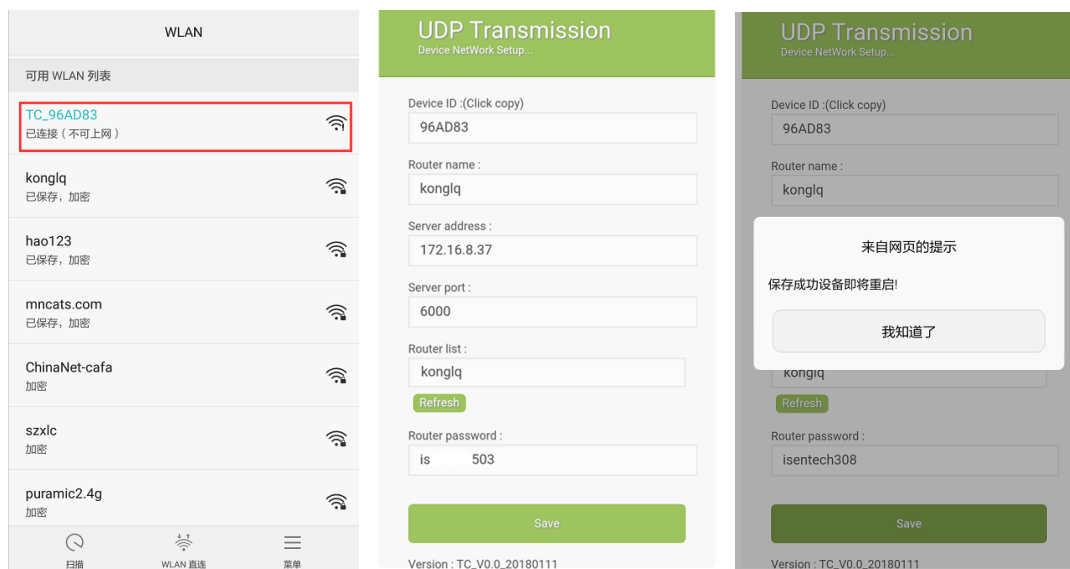 WLAN
可用 WLAN 列表
TC_96AD83
已连接（不可上网）
konglq
已保存，加密
hao123
已保存，加密
mncats.com
已保存，加密
ChinaNet-cafa
加密
szxlc
加密
puramic2.4g
加密
扫描
WLAN 直连
菜单
UDP Transmission
Device NetWork Setup...
Device ID :(Click copy)
96AD83
Router name :
konglq
Server address :
172.16.8.37
Server port :
6000
Router list :
konglq
Refresh
Router password :
is 503
Save
Version : TC_V0.0_20180111
UDP Transmission
Device NetWork Setup...
Device ID :(Click copy)
96AD83
Router name :
konglq
来自网页的提示
保存成功设备即将重启!
我知道了
konglq
Refresh
Router password :
isentech308
Save
Version : TC_V0.0_20180111